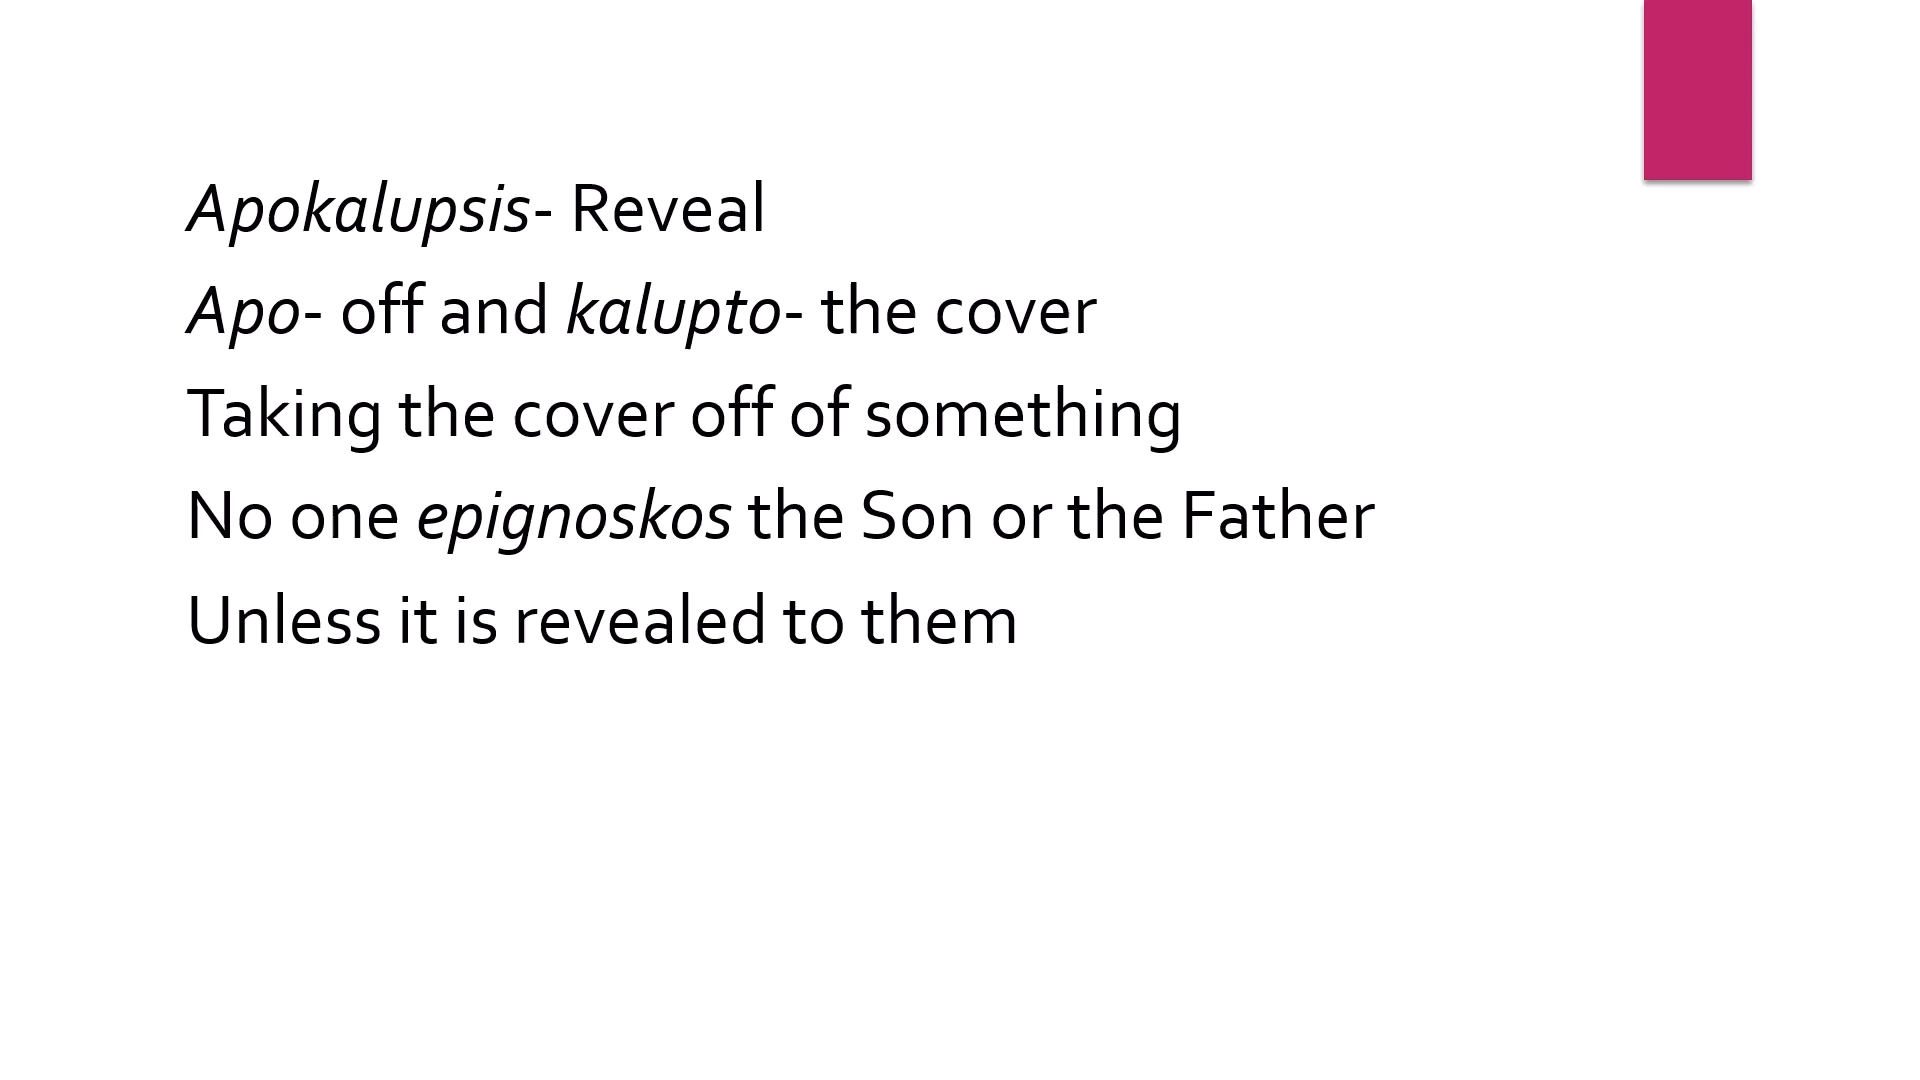 Apokalupsis- Reveal
Apo- off and kalupto- the cover
Taking the cover off of something
No one epignoskos the Son or the Father
Unless it is revealed to them